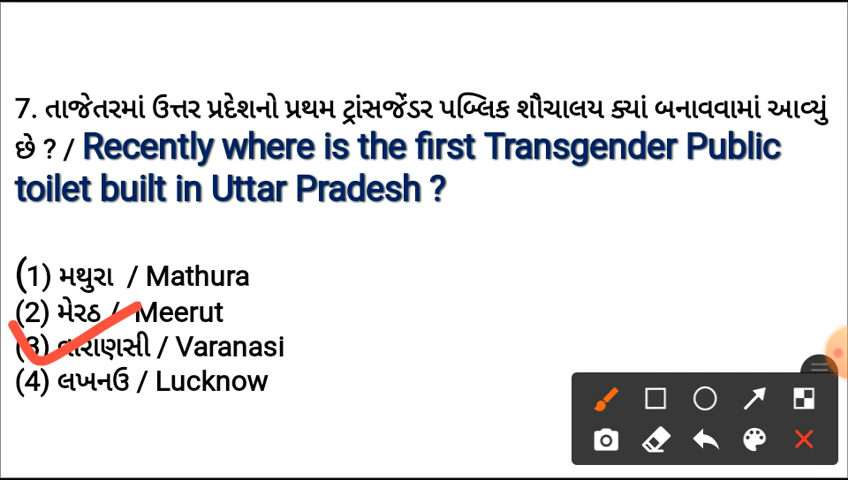 7. તાજેતરમાં ઉત્તર પ્રદેશનો પ્રથમ ટ્રાંસજેંડર પબ્લિક શૌચાલય ક્યાં બનાવવામાં આવ્યું
છે ? / Recently where is the first Transgender Public
toilet built in Uttar Pradesh ?
(1) મથુરા / Mathura
(2) મેરઠ / Meerut
(3) વારાણસી / Varanasi
(4) લખનઉ / Lucknow